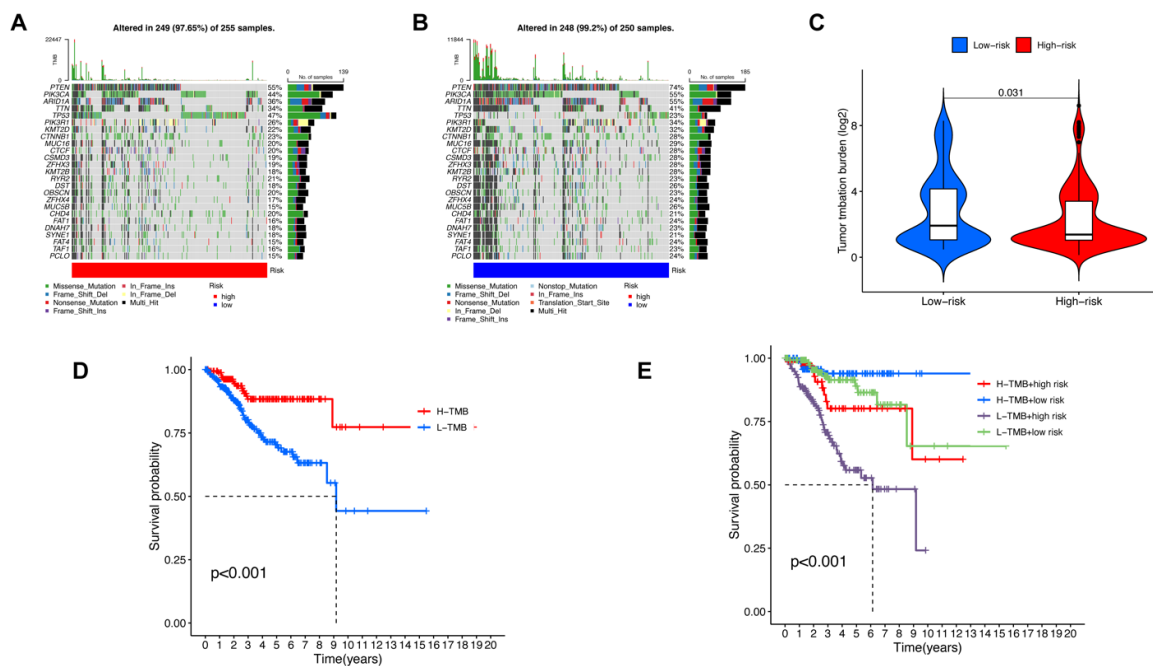 A
Altered in 249 (97.65%) of 255 samples.
22447
TMB
0
0 139
No. of samples
PTEN 55%
PIK3CA 44%
ARID1A 36%
TTN 34%
TP53 47%
PIK3R1 26%
KMT2D 22%
CTNNB1 23%
MUC16 20%
CTCF 20%
CSMD3 19%
ZFHX3 19%
KMT2B 18%
RYR2 21%
DST 18%
OBSCN 20%
ZFHX4 17%
MUC5B 15%
CHD4 20%
FAT1 16%
DNAH7 18%
SYNE1 18%
FAT4 15%
TAF1 16%
PCLO 15%
Risk
Missense_Mutation In_Frame_Ins Risk
Frame_Shift_Del In_Frame_Del high
Nonsense_Mutation Multi_Hit low
Frame_Shift_Ins
B
Altered in 248 (99.2%) of 250 samples.
11844
TMB
0
0 185
No. of samples
PTEN 74%
PIK3CA 55%
ARID1A 55%
TTN 41%
TP53 23%
PIK3R1 34%
KMT2D 32%
CTNNB1 28%
MUC16 29%
CTCF 28%
CSMD3 28%
ZFHX3 28%
KMT2B 28%
RYR2 23%
DST 26%
OBSCN 23%
ZFHX4 24%
MUC5B 26%
CHD4 21%
FAT1 24%
DNAH7 23%
SYNE1 21%
FAT4 24%
TAF1 23%
PCLO 24%
Risk
Missense_Mutation Nonstop_Mutation Risk
Frame_Shift_Del In_Frame_Ins high
Nonsense_Mutation Translation_Start_Site low
In_Frame_Del Multi_Hit
Frame_Shift_Ins
C
Low-risk High-risk
0.031
Tumor tmbation burden (log2)
8
4
0
Low-risk High-risk
D
Survival probability
1.00
0.75
0.50
0.25
0.00
H-TMB
L-TMB
p<0.001
0 1 2 3 4 5 6 7 8 9 10 11 12 13 14 15 16 17 18 19 20
Time(years)
E
Survival probability
1.00
0.75
0.50
0.25
0.00
H-TMB+high risk
H-TMB+low risk
L-TMB+high risk
L-TMB+low risk
p<0.001
0 1 2 3 4 5 6 7 8 9 10 11 12 13 14 15 16 17 18 19 20
Time(years)